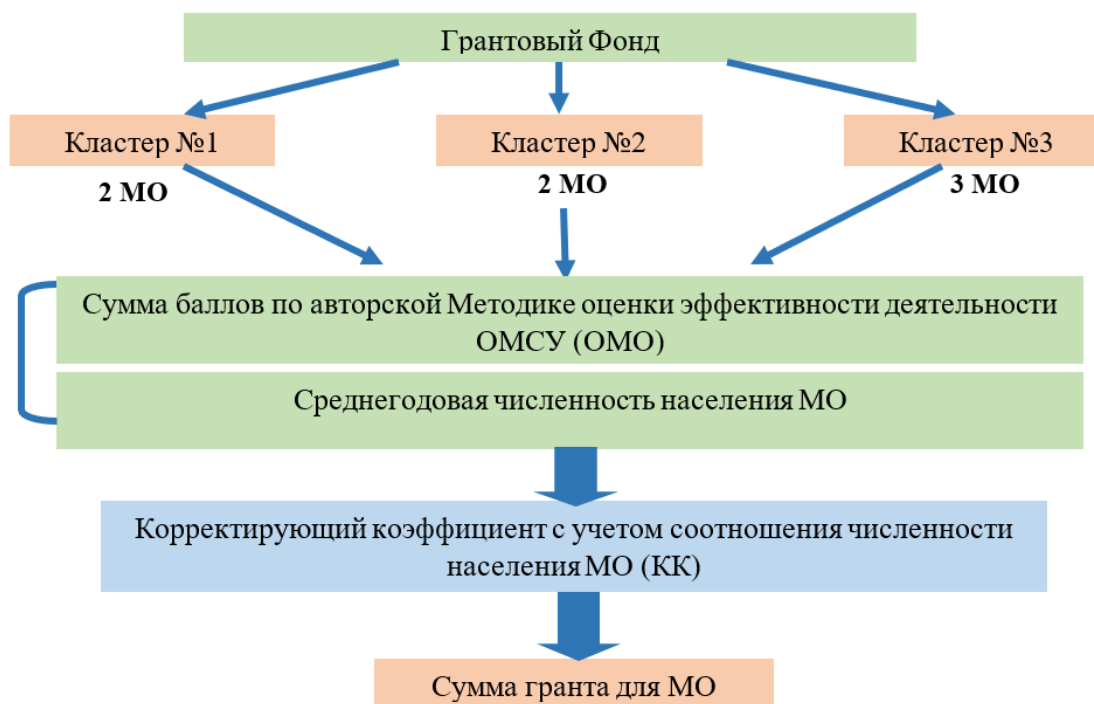 Грантовый Фонд
Кластер №1
Кластер №2
Кластер №3
2 МО
2 МО
3 МО
Сумма баллов по авторской Методике оценки эффективности деятельности
ОМСУ (ОМО)
Среднегодовая численность населения МО
Корректирующий коэффициент с учетом соотношения численности
населения МО (КК)
Сумма гранта для МО